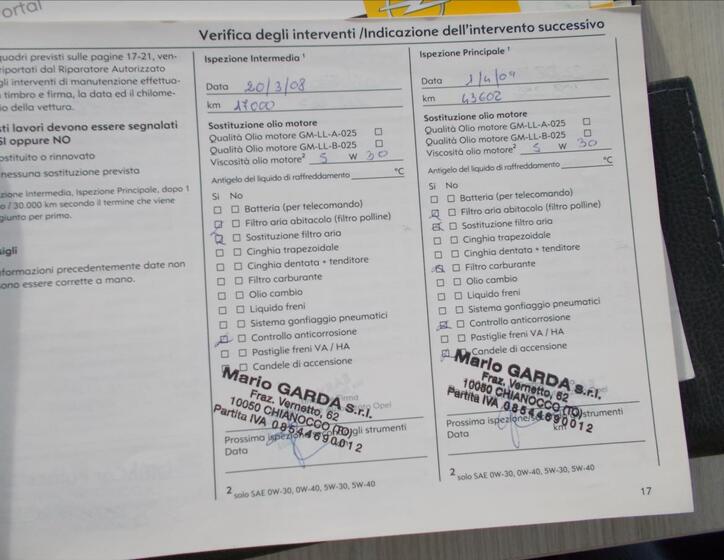 ortal
Verifica degli interventi /Indicazione dell'intervento successivo
quadri previsti sulle pagine 17-21, ven-
riportati dal Riparatore Autorizzato
gli interventi di manutenzione effettua-
timbro e firma, la data ed il chilome-
io della vettura.
sti lavori devono essere segnalati
SI oppure NO
ostituito o rinnovato
nessuna sostituzione prevista
zione Intermedia, Ispezione Principale, dopo 1
o / 30.000 km secondo il termine che viene
giunto per primo.
igli
nformazioni precedentemente date non
ono essere corrette a mano.
Ispezione Intermedia 1
Data 20/3/08
km 17000
Sostituzione olio motore
Qualità Olio motore GM-LL-A-025
Qualità Olio motore GM-LL-B-025
Viscosità olio motore2 5 W 30
Antigelo del liquido di raffreddamento °C
Si No
Batteria (per telecomando)
Filtro aria abitacolo (filtro polline)
Sostituzione filtro aria
Cinghia trapezoidale
Cinghia dentata + tenditore
Filtro carburante
Olio cambio
Liquido freni
Sistema gonfiaggio pneumatici
Controllo anticorrosione
Pastiglie freni VA / HA
Candele di accensione
Mario GARDA s.r.l.
Fraz. Vernetto, 62
10050 CHIANOCCO (TO)
Partita IVA 08544690012
Opel
Prossima ispezione gli strumenti
Data
2 solo SAE 0W-30, 0W-40, 5W-30, 5W-40
Ispezione Principale 1
Data 1/4/09
km 43602
Sostituzione olio motore
Qualità Olio motore GM-LL-A-025
Qualità Olio motore GM-LL-B-025
Viscosità olio motore2 5 W 30
Antigelo del liquido di raffreddamento °C
Si No
Batteria (per telecomando)
Filtro aria abitacolo (filtro polline)
Sostituzione filtro aria
Cinghia trapezoidale
Cinghia dentata + tenditore
Filtro carburante
Olio cambio
Liquido freni
Sistema gonfiaggio pneumatici
Controllo anticorrosione
Pastiglie freni VA / HA
Candele di accensione
Mario GARDA s.r.l.
Fraz. Vernetto, 62
10050 CHIANOCCO (TO)
Partita IVA 08544690012
Prossima ispezione strumenti
Data km
2 solo SAE 0W-30, 0W-40, 5W-30, 5W-40
17